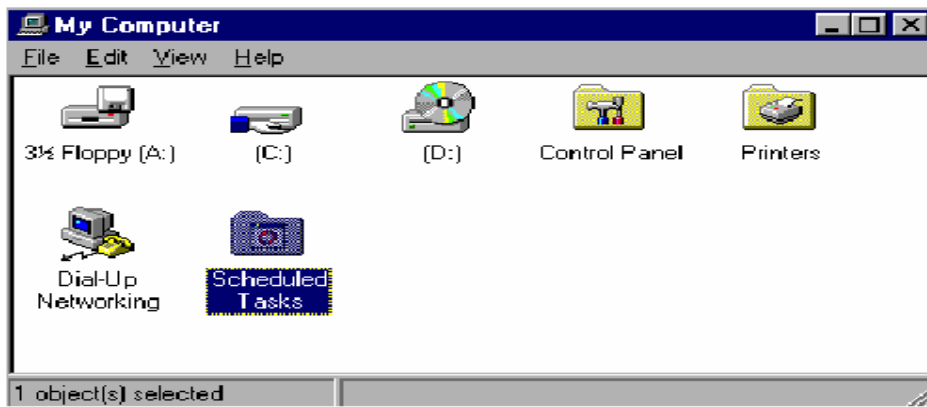 My Computer
File Edit View Help
3½ Floppy (A:) (C:) (D:) Control Panel Printers
Dial-Up Networking Scheduled Tasks
1 object(s) selected